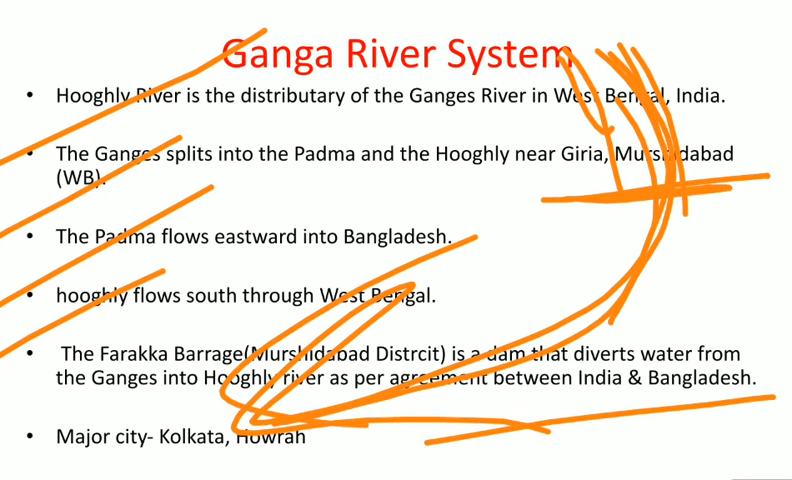 Ganga River System
• Hooghly River is the distributary of the Ganges River in West Bengal, India.
• The Ganges splits into the Padma and the Hooghly near Giria, Murshidabad
(WB).
• The Padma flows eastward into Bangladesh.
• hooghly flows south through West Bengal.
• The Farakka Barrage(Murshidabad Distrcit) is a dam that diverts water from
the Ganges into Hooghly river as per agreement between India & Bangladesh.
• Major city- Kolkata, Howrah